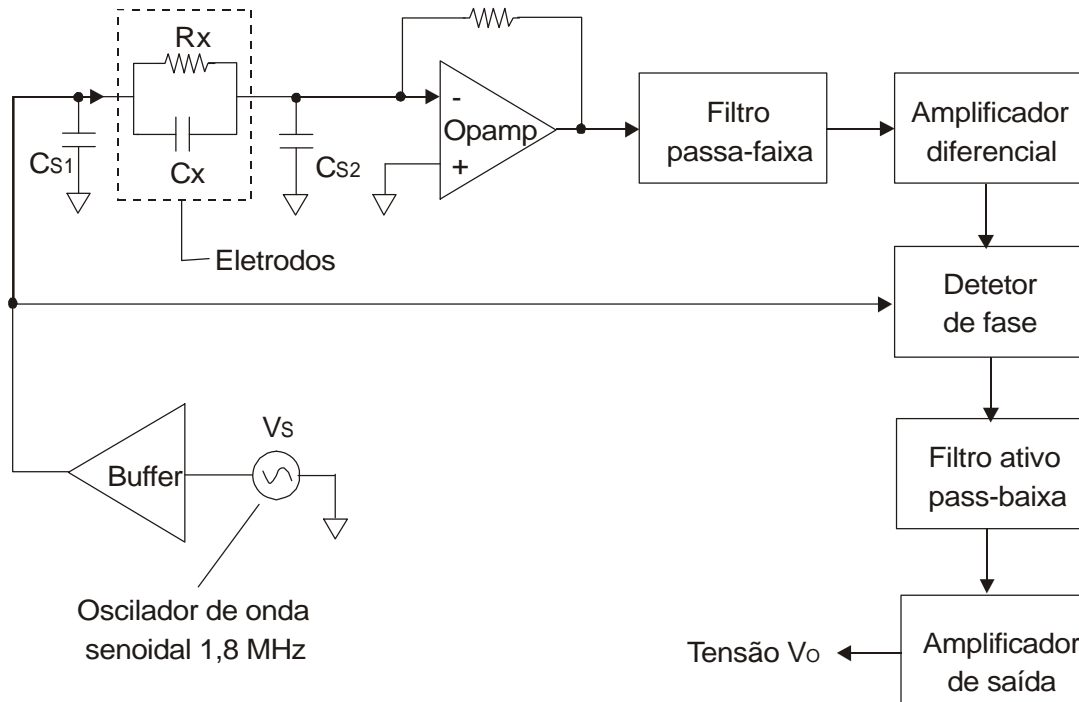 Rx
Cx
CS1
CS2
-
Opamp
+
Filtro
passa-faixa
Amplificador
diferencial
Eletrodos
Detetor
de fase
Vs
Buffer
Filtro ativo
pass-baixa
Oscilador de onda
senoidal 1,8 MHz
Tensão Vo
Amplificador
de saída